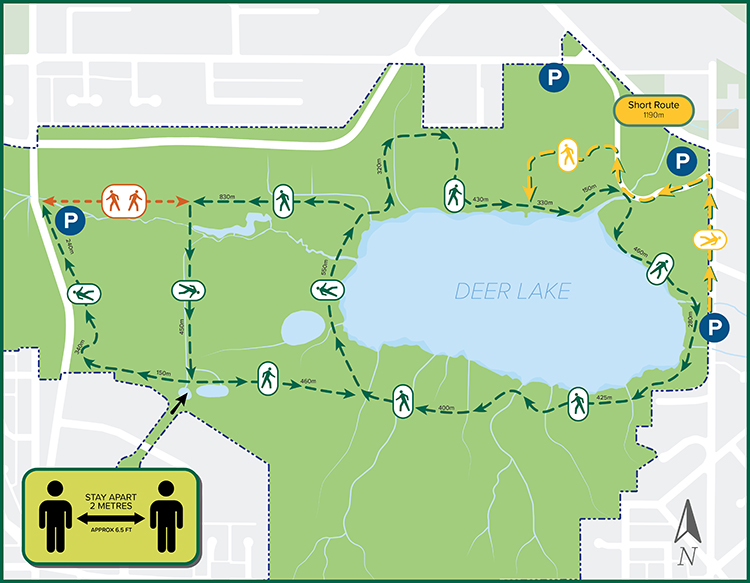 P
Short Route
1190m
320m
P
830m
430m
330m
150m
P
240m
550m
460m
DEER LAKE
280m
P
450m
340m
150m
460m
400m
425m
STAY APART
2 METRES
APPROX 6.5 FT
N